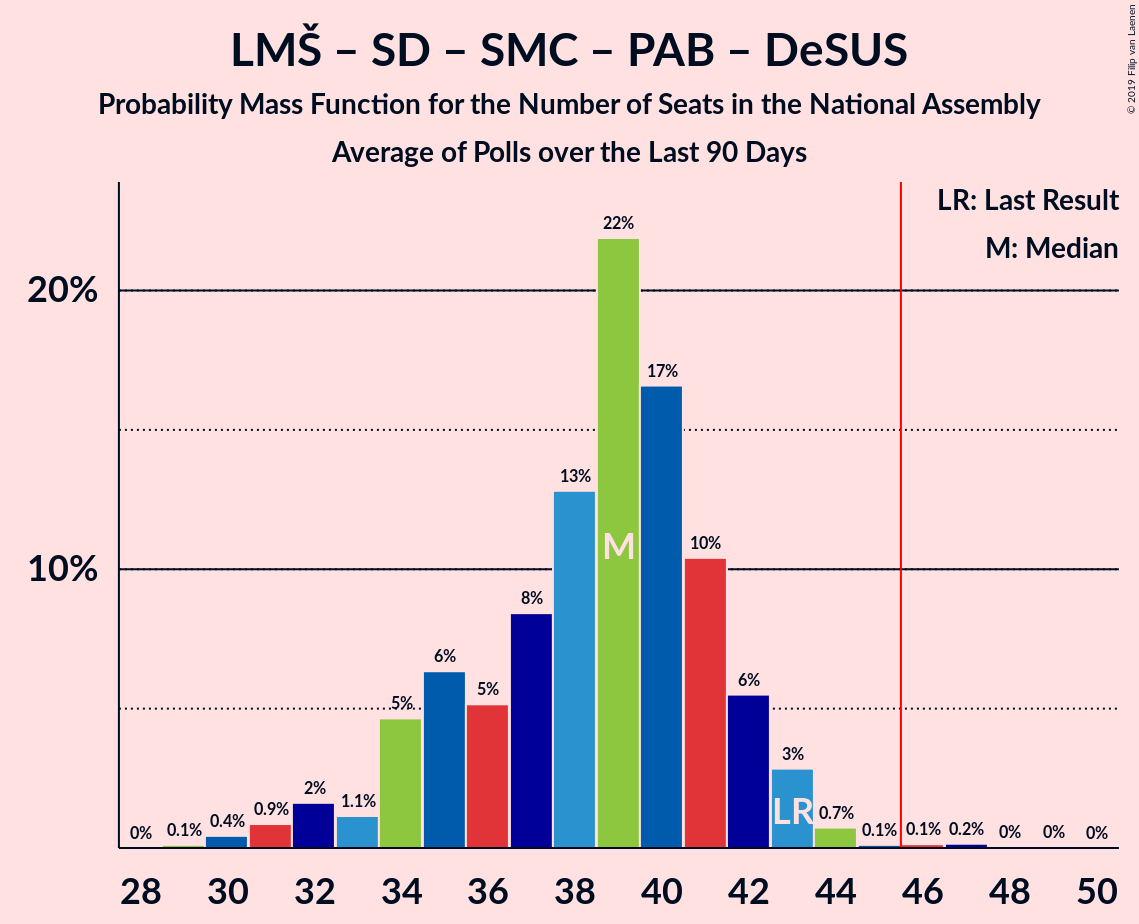 LMŠ – SD – SMC – PAB – DeSUS
Probability Mass Function for the Number of Seats in the National Assembly
Average of Polls over the Last 90 Days
© 2019 Filip van Laenen
LR: Last Result
M: Median
20%
10%
0%
0.1%
0.4%
0.9%
2%
1.1%
5%
6%
5%
8%
13%
22%
17%
10%
6%
3%
0.7%
0.1%
0.1%
0.2%
0%
0%
0%
M
LR
28 30 32 34 36 38 40 42 44 46 48 50